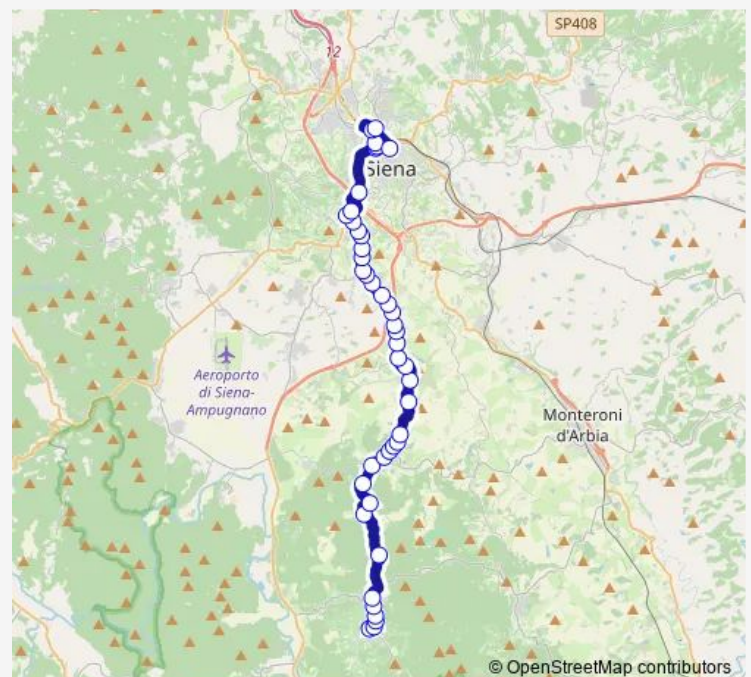 SP408
12
Siena
Aeroporto
di Siena-
Ampugnano
Monteroni
d'Arbia
© OpenStreetMap contributors